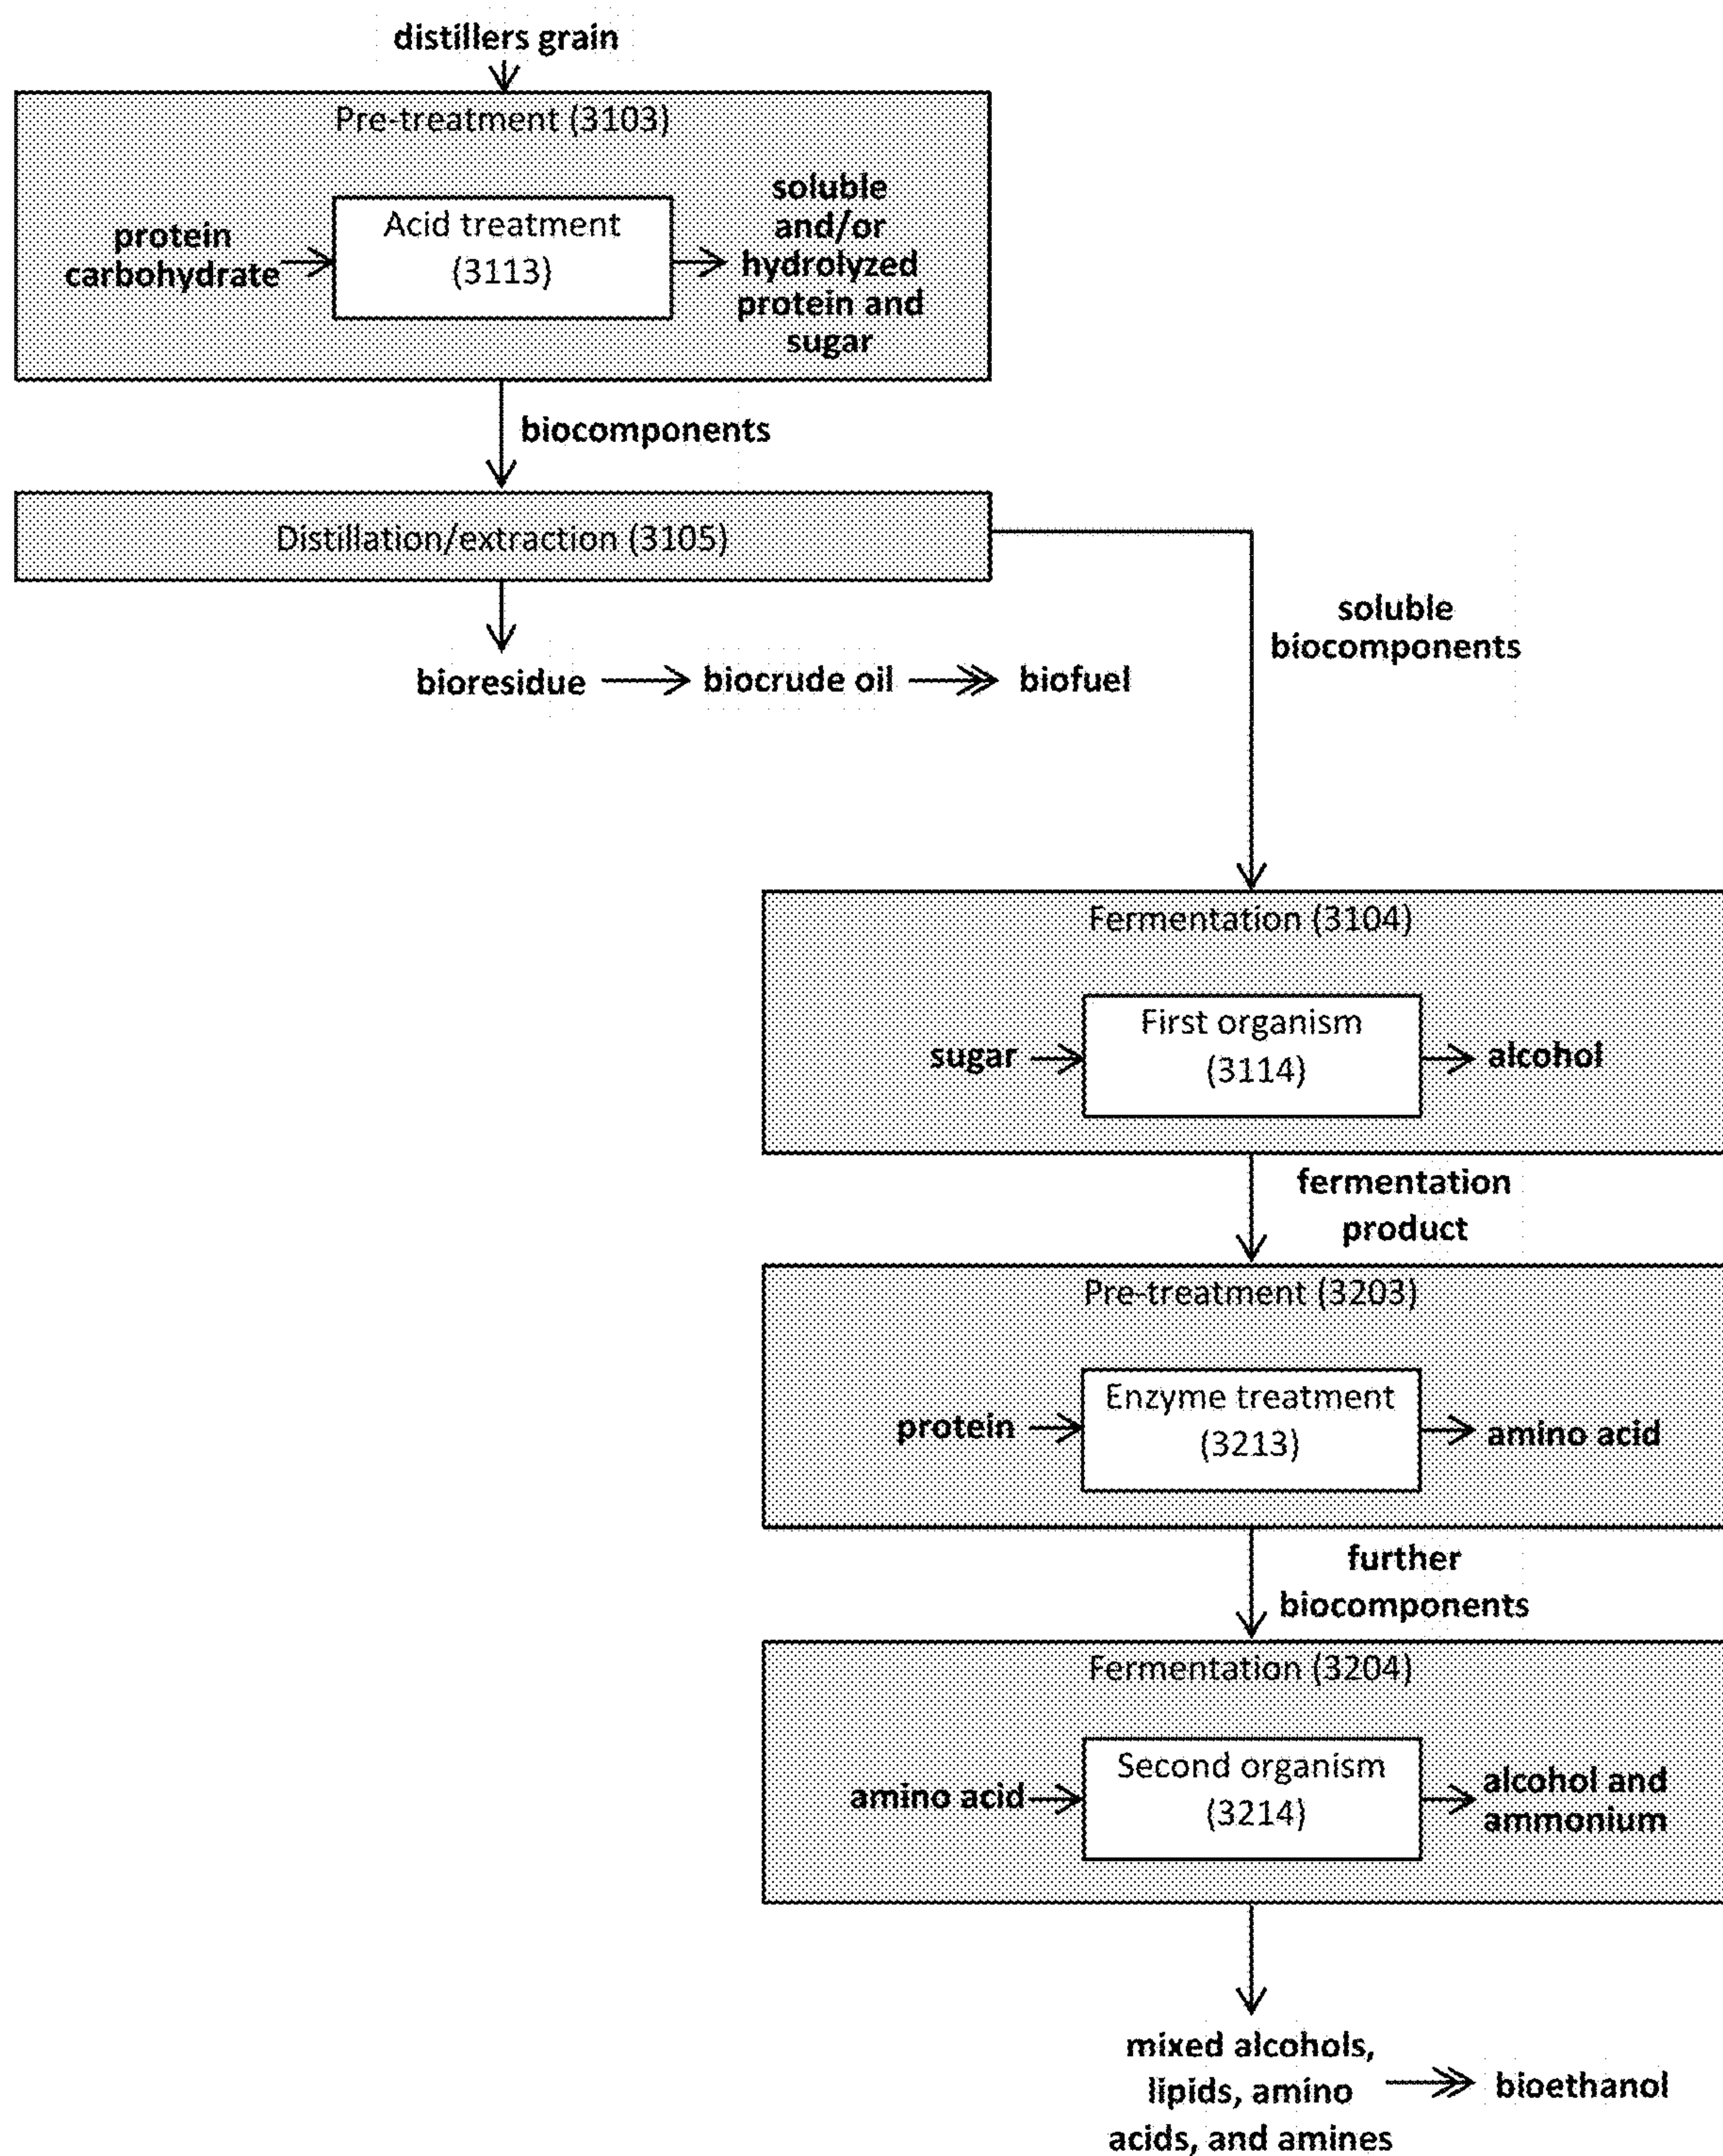 distillers grain
Pre-treatment (3103)
protein
carbohydrate
Acid treatment
(3113)
soluble
and/or
hydrolyzed
protein and
sugar
biocomponents
Distillation/extraction (3105)
bioresidue
biocrude oil
biofuel
soluble
biocomponents
Fermentation (3104)
sugar
First organism
(3114)
alcohol
fermentation
product
Pre-treatment (3203)
protein
Enzyme treatment
(3213)
amino acid
further
biocomponents
Fermentation (3204)
amino acid
Second organism
(3214)
alcohol and
ammonium
mixed alcohols,
lipids, amino
acids, and amines
bioethanol